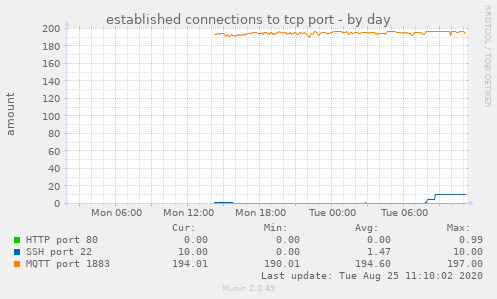 established connections to tcp port - by day
RRDTOOL / TOBI OETIKER
amount
200
180
160
140
120
100
80
60
40
20
0
Mon 06:00 Mon 12:00 Mon 18:00 Tue 00:00 Tue 06:00
Cur: Min: Avg: Max:
HTTP port 80 0.00 0.00 0.00 0.99
SSH port 22 10.00 0.00 1.47 10.00
MQTT port 1883 194.01 190.01 194.60 197.00
Last update: Tue Aug 25 11:10:02 2020
Munin 2.0.49